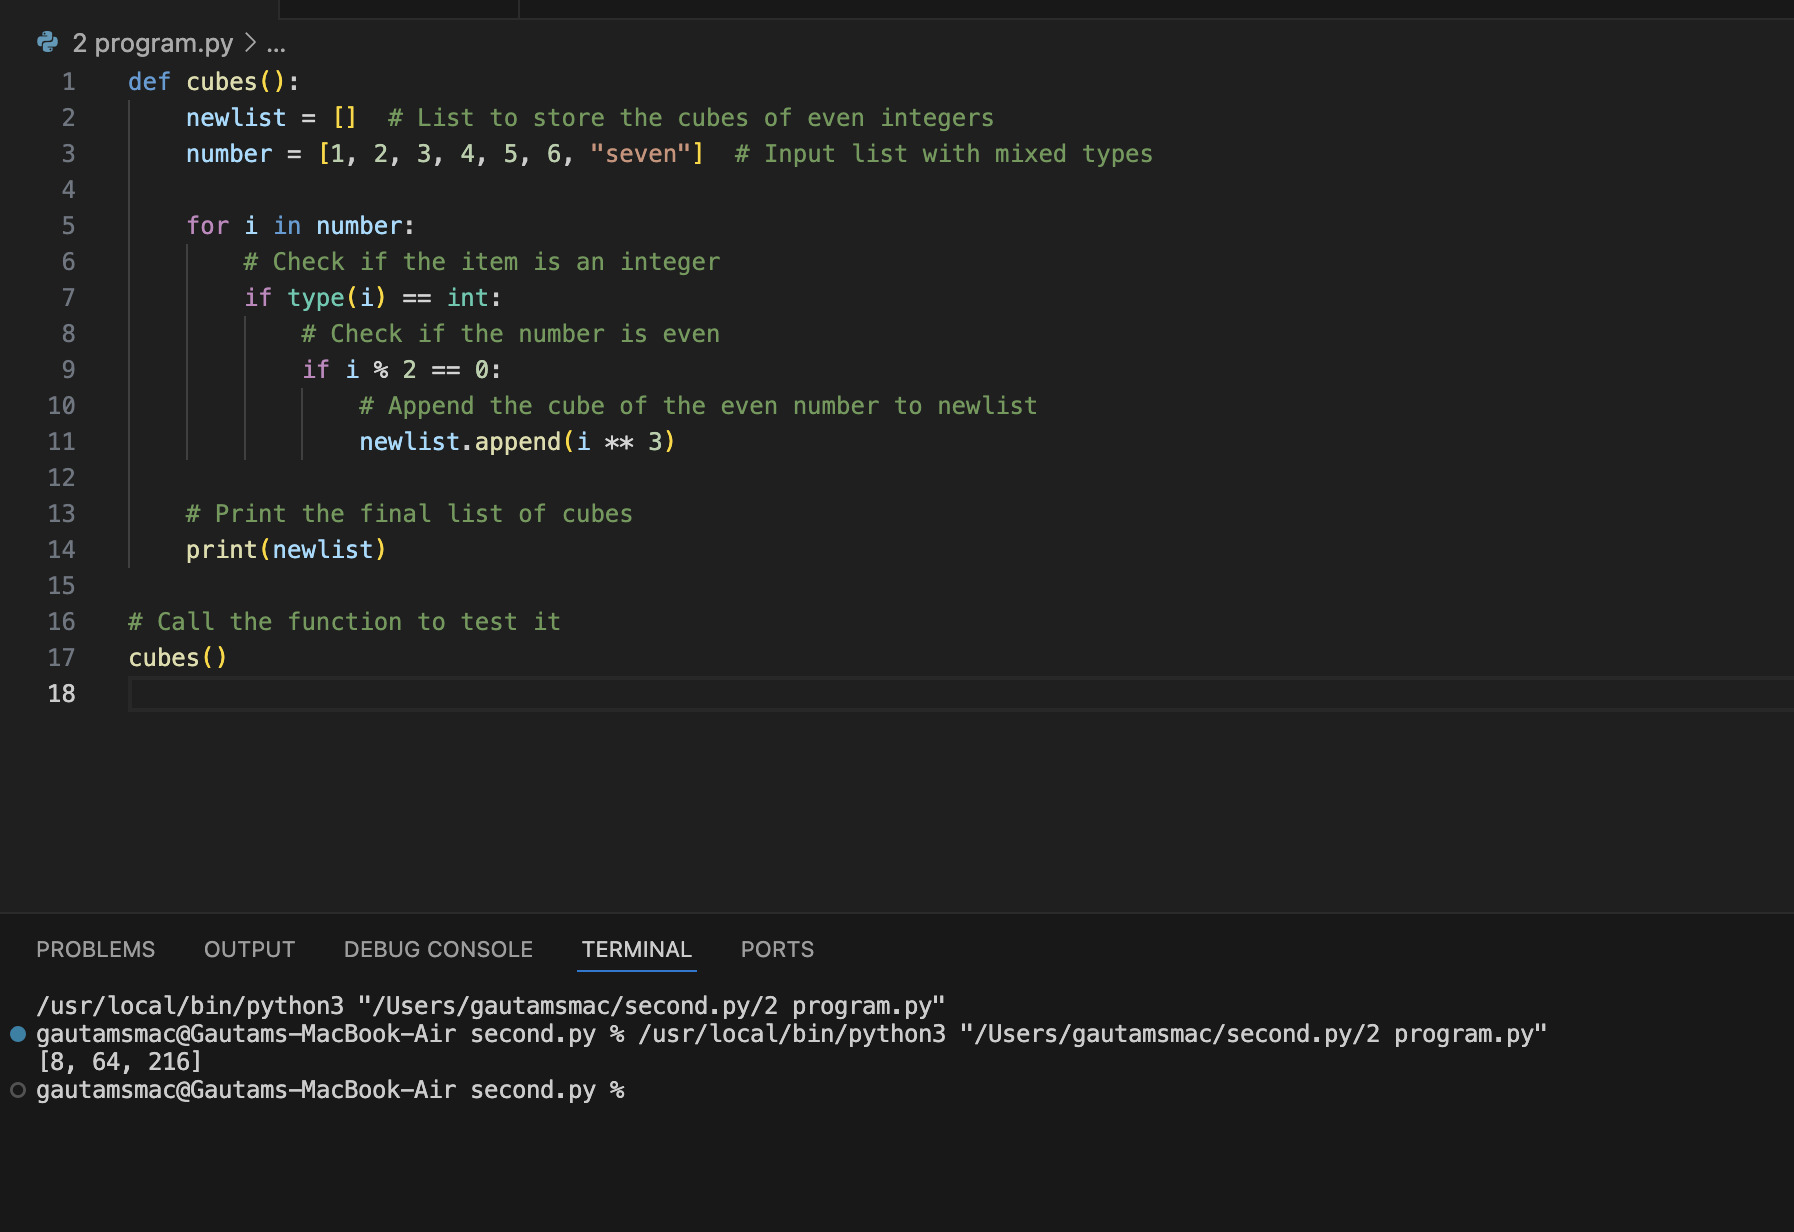 2 program.py > ...
1 def cubes():
2     newlist = []  # List to store the cubes of even integers
3     number = [1, 2, 3, 4, 5, 6, "seven"]  # Input list with mixed types
4
5     for i in number:
6         # Check if the item is an integer
7         if type(i) == int:
8             # Check if the number is even
9             if i % 2 == 0:
10                 # Append the cube of the even number to newlist
11                 newlist.append(i ** 3)
12
13     # Print the final list of cubes
14     print(newlist)
15
16 # Call the function to test it
17 cubes()
18
PROBLEMS OUTPUT DEBUG CONSOLE TERMINAL PORTS
/usr/local/bin/python3 "/Users/gautamsmac/second.py/2 program.py"
gautamsmac@Gautams-MacBook-Air second.py % /usr/local/bin/python3 "/Users/gautamsmac/second.py/2 program.py"
[8, 64, 216]
gautamsmac@Gautams-MacBook-Air second.py %